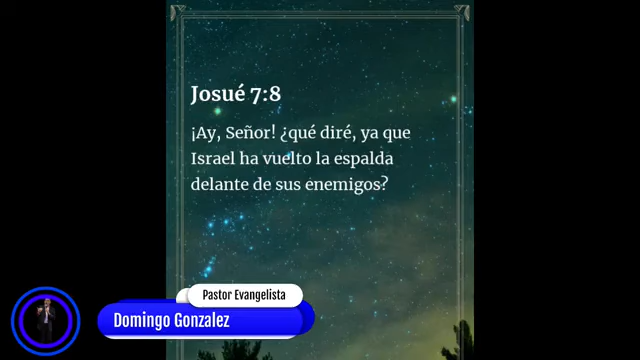 Josué 7:8
¡Ay, Señor! ¿qué diré, ya que
Israel ha vuelto la espalda
delante de sus enemigos?
Pastor Evangelista
Domingo Gonzalez